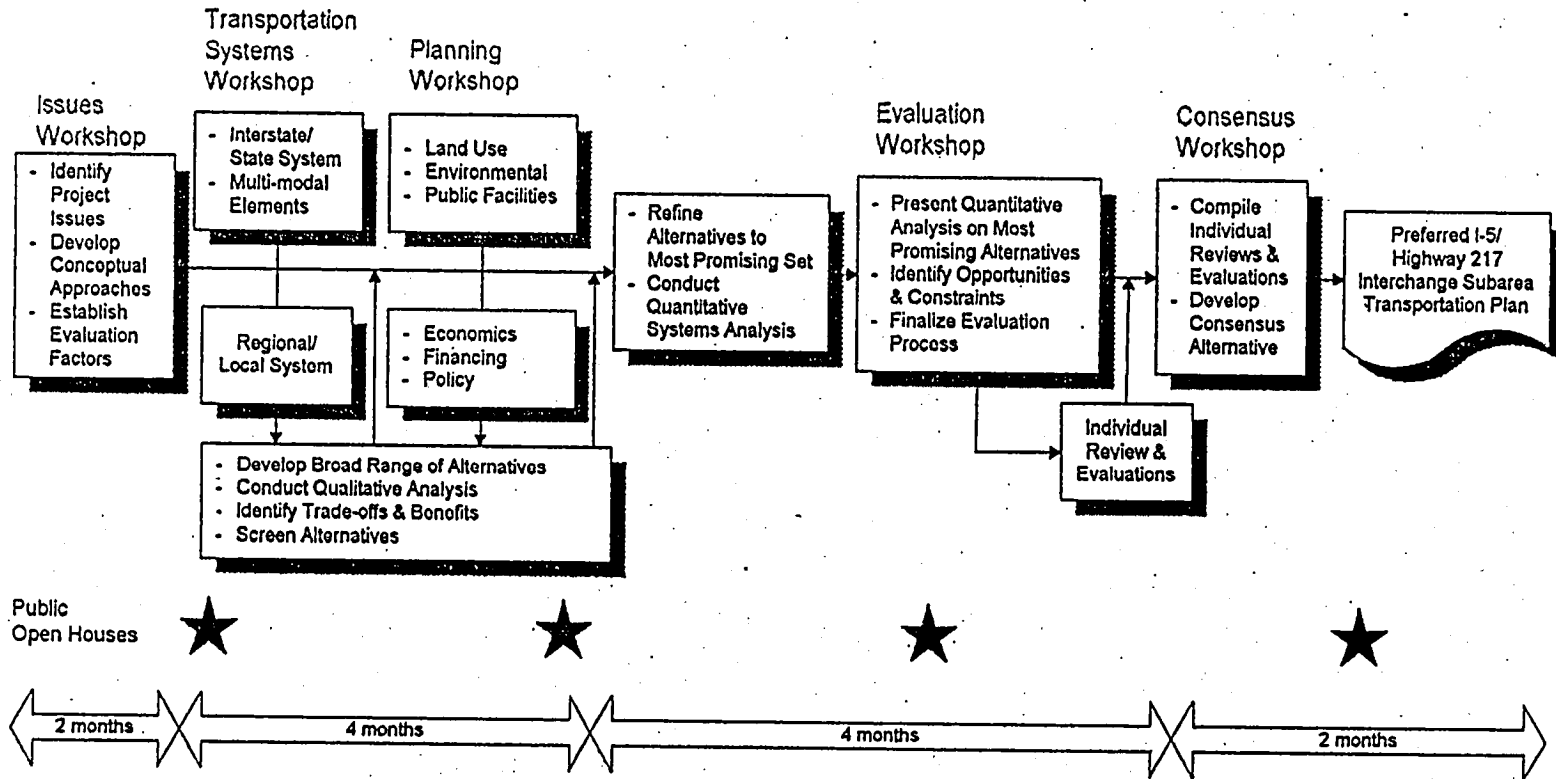 Issues
Workshop
- Identify
Project
Issues
- Develop
Conceptual
Approaches
- Establish
Evaluation
Factors
Transportation
Systems
Workshop
- Interstate/
State System
- Multi-modal
Elements
Regional/
Local System
Planning
Workshop
- Land Use
- Environmental
- Public Facilities
- Economics
- Financing
- Policy
- Develop Broad Range of Alternatives
- Conduct Qualitative Analysis
- Identify Trade-offs & Benefits
- Screen Alternatives
- Refine
Alternatives to
Most Promising Set
- Conduct
Quantitative
Systems Analysis
Evaluation
Workshop
- Present Quantitative
Analysis on Most
Promising Alternatives
- Identify Opportunities
& Constraints
- Finalize Evaluation
Process
Individual
Review &
Evaluations
Consensus
Workshop
- Compile
Individual
Reviews &
Evaluations
- Develop
Consensus
Alternative
Preferred I-5/
Highway 217
Interchange Subarea
Transportation Plan
Public
Open Houses
2 months
4 months
4 months
2 months